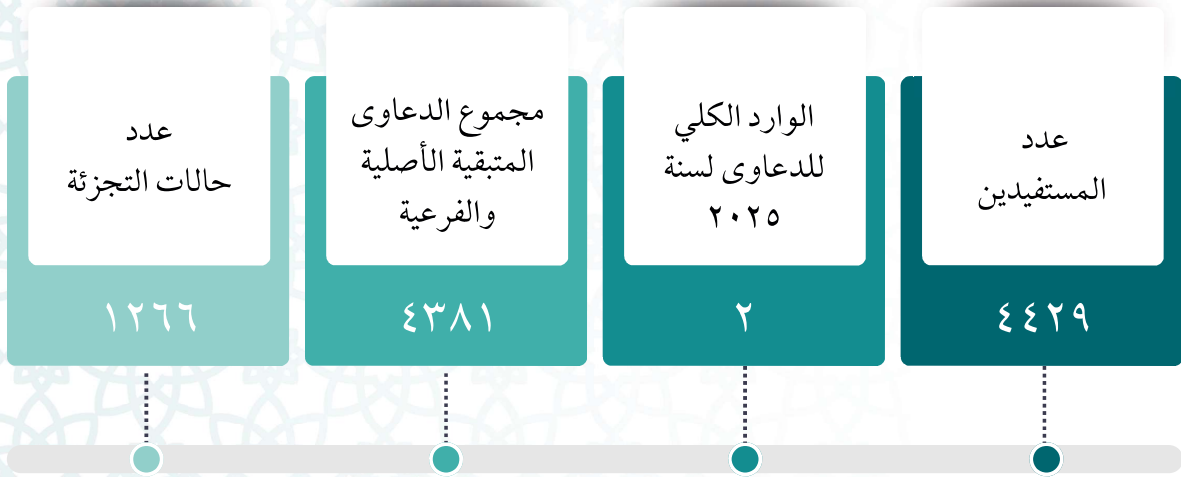 عدد
المستفيدين
٤٤٢٩
الوارد الكلي
للدعاوى لسنة
٢٠٢٥
٢
مجموع الدعاوى
المتبقية الأصلية
والفرعية
٤٣٨١
عدد
حالات التجزئة
١٢٦٦